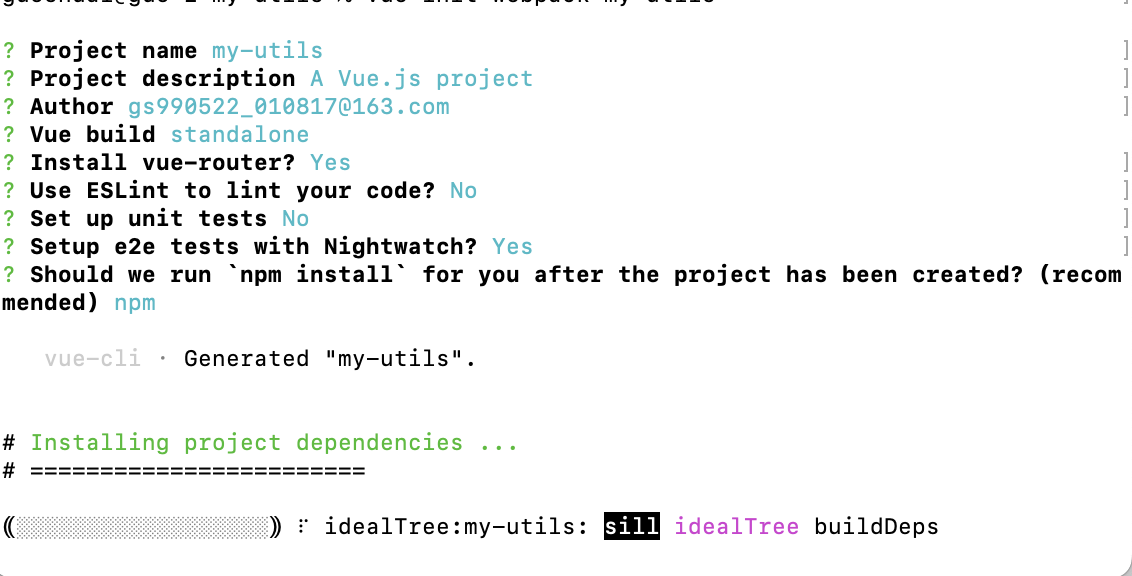 ? Project name my-utils ]
? Project description A Vue.js project ]
? Author gs990522_010817@163.com ]
? Vue build standalone
? Install vue-router? Yes ]
? Use ESLint to lint your code? No ]
? Set up unit tests No ]
? Setup e2e tests with Nightwatch? Yes ]
? Should we run `npm install` for you after the project has been created? (recom
mended) npm
vue-cli · Generated "my-utils".
# Installing project dependencies ...
# ========================
((░░░░░░░░░░░░░░░░░░)) ⠏ idealTree:my-utils: sill idealTree buildDeps